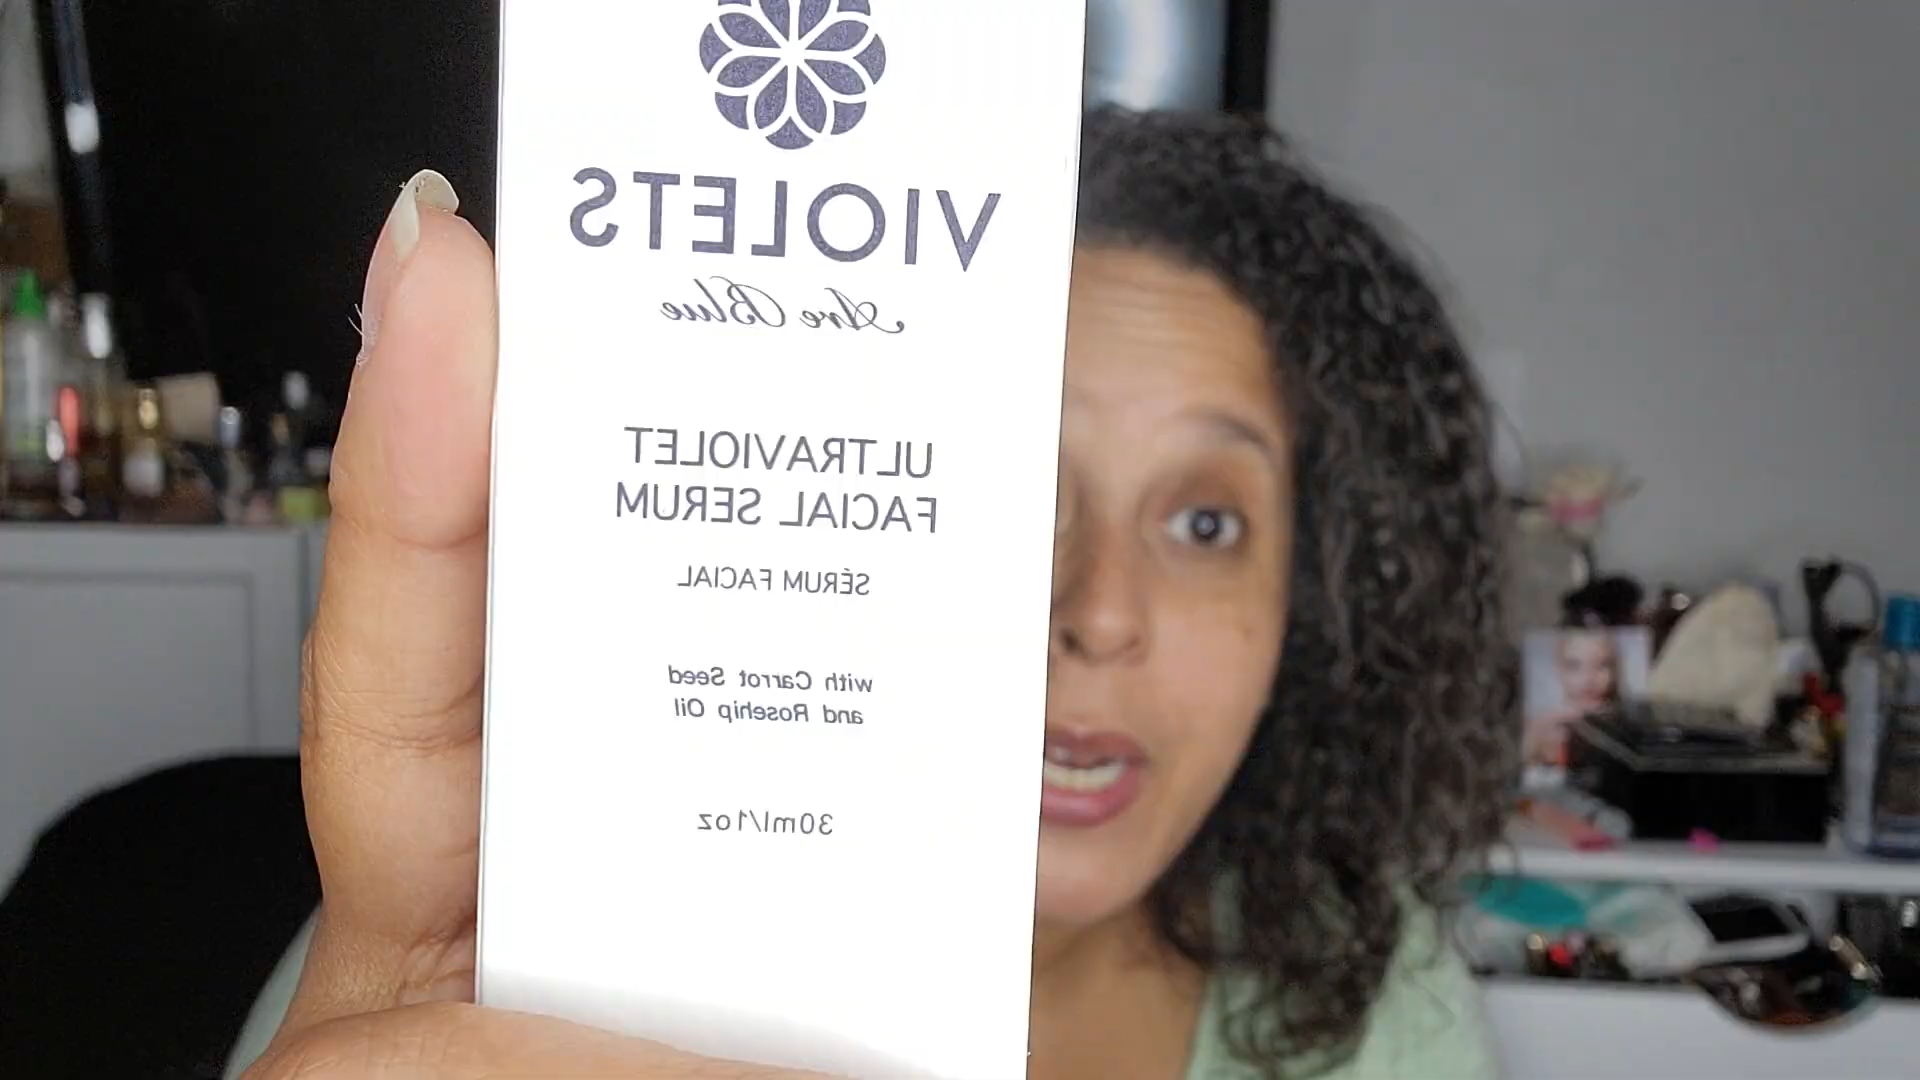 VIOLETS
Are Blue
ULTRAVIOLET
FACIAL SERUM
SÉRUM FACIAL
with Carrot Seed
and Rosehip Oil
30ml/1oz